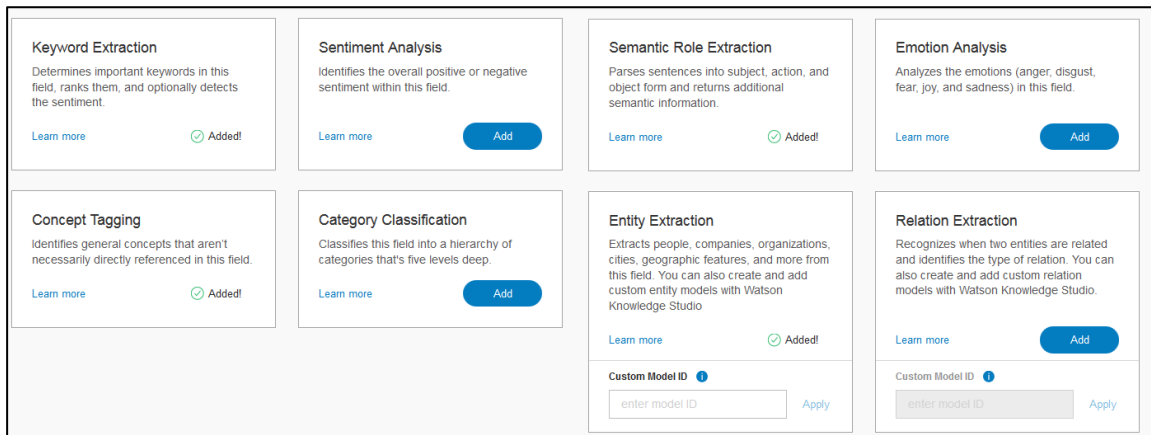 Keyword Extraction
Determines important keywords in this
field, ranks them, and optionally detects
the sentiment.
Learn more
Added!
Sentiment Analysis
Identifies the overall positive or negative
sentiment within this field.
Learn more
Add
Semantic Role Extraction
Parses sentences into subject, action, and
object form and returns additional
semantic information.
Learn more
Added!
Emotion Analysis
Analyzes the emotions (anger, disgust,
fear, joy, and sadness) in this field.
Learn more
Add
Concept Tagging
Identifies general concepts that aren't
necessarily directly referenced in this field.
Learn more
Added!
Category Classification
Classifies this field into a hierarchy of
categories that's five levels deep.
Learn more
Add
Entity Extraction
Extracts people, companies, organizations,
cities, geographic features, and more from
this field. You can also create and add
custom entity models with Watson
Knowledge Studio
Learn more
Added!
Custom Model ID i
enter model ID
Apply
Relation Extraction
Recognizes when two entities are related
and identifies the type of relation. You can
also create and add custom relation
models with Watson Knowledge Studio.
Learn more
Add
Custom Model ID i
enter model ID
Apply